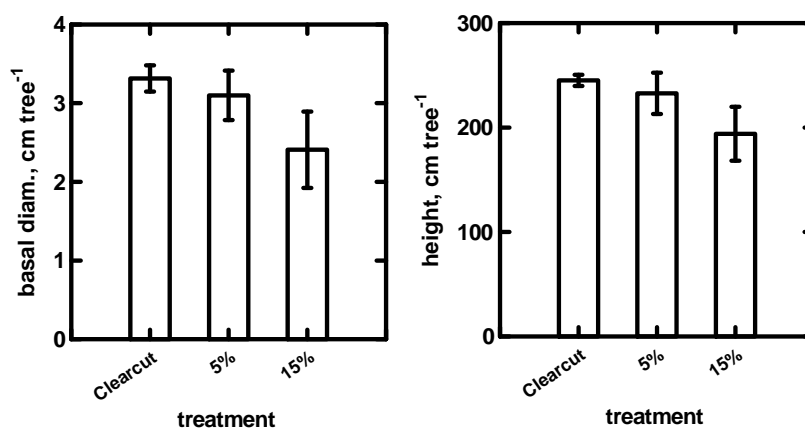 basal diam., cm tree-1
4
3
2
1
0
Clearcut
5%
15%
treatment
height, cm tree-1
300
200
100
0
Clearcut
5%
15%
treatment